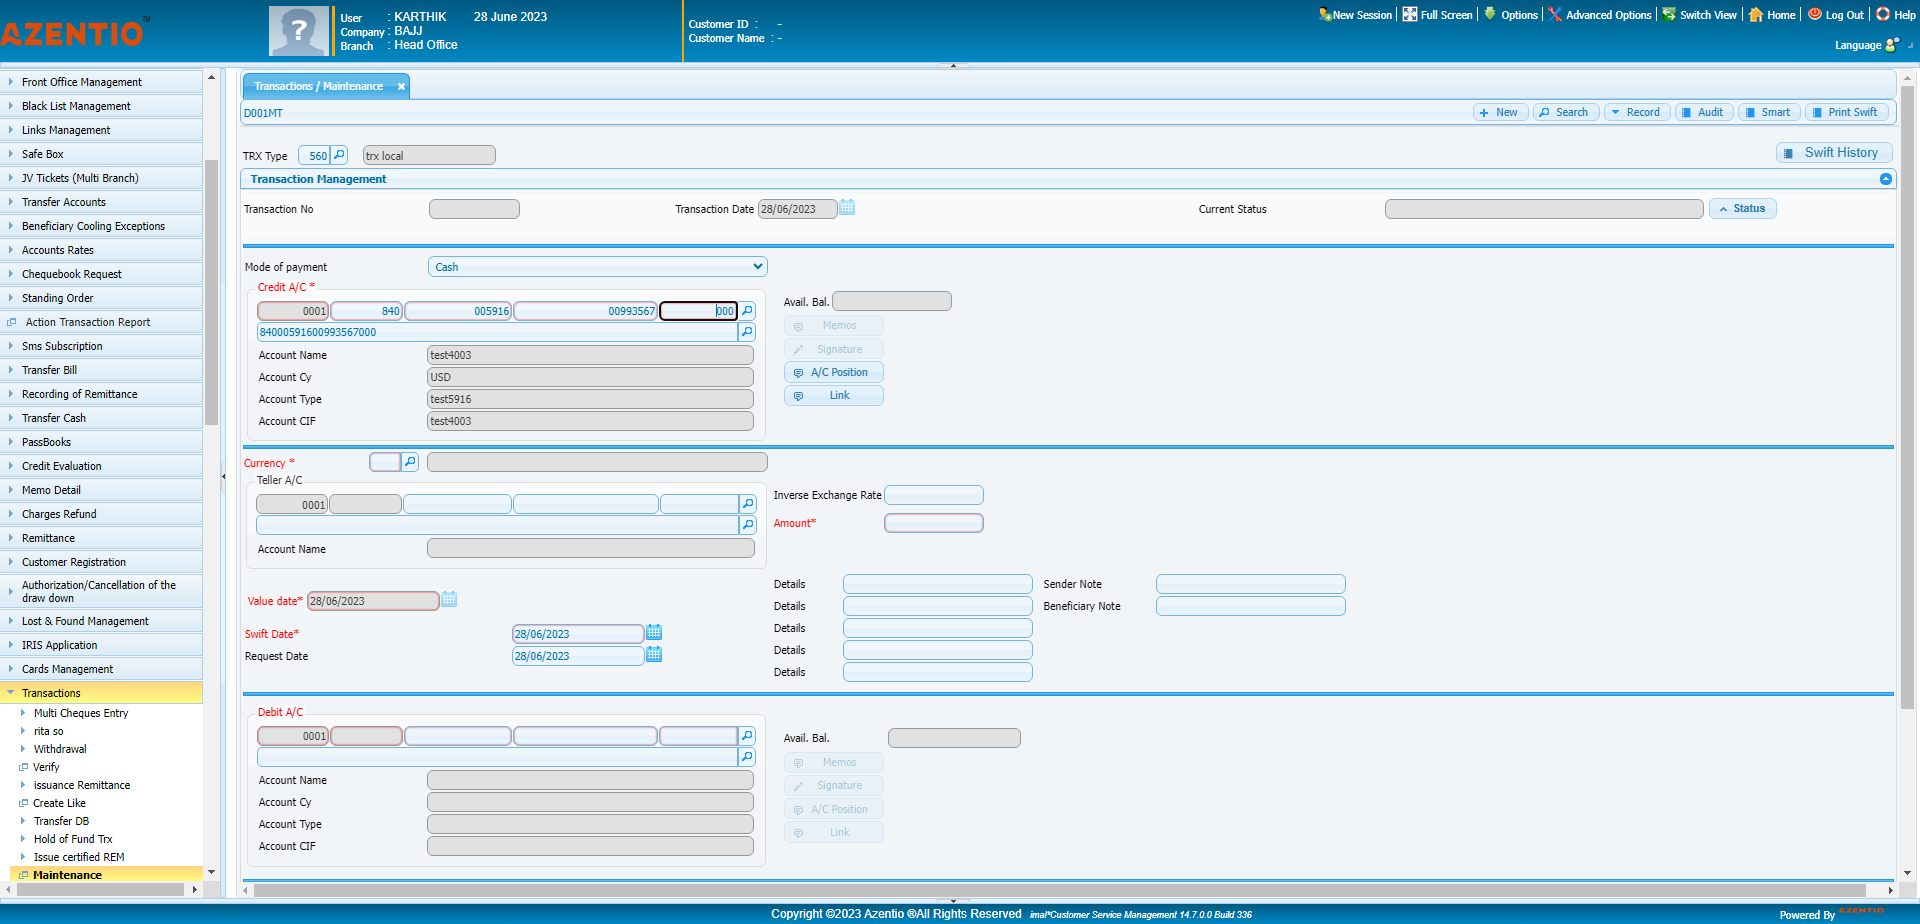 AZENTIO™
User : KARTHIK 28 June 2023
Company : BAJJ
Branch : Head Office
Customer ID : -
Customer Name : -
New Session
Full Screen
Options
Advanced Options
Switch View
Home
Log Out
Help
Language
Front Office Management
Black List Management
Links Management
Safe Box
JV Tickets (Multi Branch)
Transfer Accounts
Beneficiary Cooling Exceptions
Accounts Rates
Chequebook Request
Standing Order
Action Transaction Report
Sms Subscription
Transfer Bill
Recording of Remittance
Transfer Cash
PassBooks
Credit Evaluation
Memo Detail
Charges Refund
Remittance
Customer Registration
Authorization/Cancellation of the
draw down
Lost & Found Management
IRIS Application
Cards Management
Transactions
Multi Cheques Entry
rita so
Withdrawal
Verify
issuance Remittance
Create Like
Transfer DB
Hold of Fund Trx
Issue certified REM
Maintenance
Transactions / Maintenance
D001MT
New
Search
Record
Audit
Smart
Print Swift
TRX Type 560 trx local
Swift History
Transaction Management
Transaction No
Transaction Date 28/06/2023
Current Status
Status
Mode of payment Cash
Credit A/C *
0001 840 005916 00993567 000
84000591600993567000
Account Name test4003
Account Cy USD
Account Type test5916
Account CIF test4003
Avail. Bal.
Memos
Signature
A/C Position
Link
Currency *
Teller A/C
0001
Account Name
Inverse Exchange Rate
Amount*
Value date* 28/06/2023
Swift Date* 28/06/2023
Request Date 28/06/2023
Details
Details
Details
Details
Details
Sender Note
Beneficiary Note
Debit A/C
0001
Account Name
Account Cy
Account Type
Account CIF
Avail. Bal.
Memos
Signature
A/C Position
Link
Copyright ©2023 Azentio ®All Rights Reserved imal*Customer Service Management 14.7.0.0 Build 336
Powered By AZENTIO